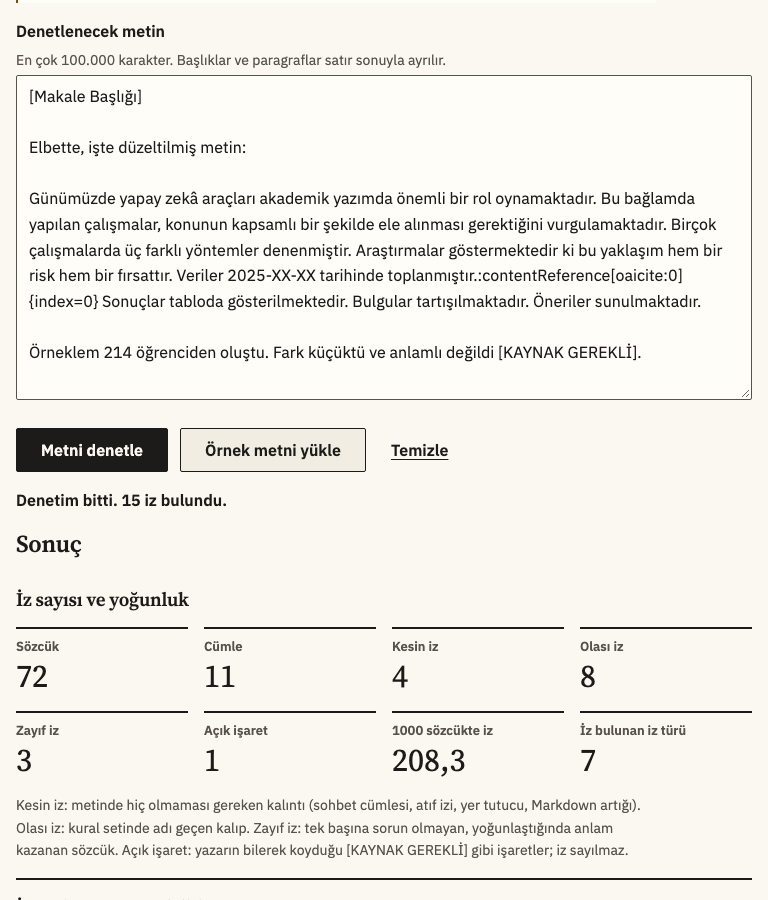 Denetlenecek metin
En çok 100.000 karakter. Başlıklar ve paragraflar satır sonuyla ayrılır.
[Makale Başlığı]
Elbette, işte düzeltilmiş metin:
Günümüzde yapay zekâ araçları akademik yazımda önemli bir rol oynamaktadır. Bu bağlamda
yapılan çalışmalar, konunun kapsamlı bir şekilde ele alınması gerektiğini vurgulamaktadır. Birçok
çalışmalarda üç farklı yöntemler denenmiştir. Araştırmalar göstermektedir ki bu yaklaşım hem bir
risk hem bir fırsattır. Veriler 2025-XX-XX tarihinde toplanmıştır.:contentReference[oaicite:0]
{index=0} Sonuçlar tabloda gösterilmektedir. Bulgular tartışılmaktadır. Öneriler sunulmaktadır.
Örneklem 214 öğrenciden oluştu. Fark küçüktü ve anlamlı değildi [KAYNAK GEREKLİ].
Metni denetle Örnek metni yükle Temizle
Denetim bitti. 15 iz bulundu.
Sonuç
İz sayısı ve yoğunluk
Sözcük Cümle Kesin iz Olası iz
72 11 4 8
Zayıf iz Açık işaret 1000 sözcükte iz İz bulunan iz türü
3 1 208,3 7
Kesin iz: metinde hiç olmaması gereken kalıntı (sohbet cümlesi, atıf izi, yer tutucu, Markdown artığı).
Olası iz: kural setinde adı geçen kalıp. Zayıf iz: tek başına sorun olmayan, yoğunlaştığında anlam
kazanan sözcük. Açık işaret: yazarın bilerek koyduğu [KAYNAK GEREKLİ] gibi işaretler; iz sayılmaz.